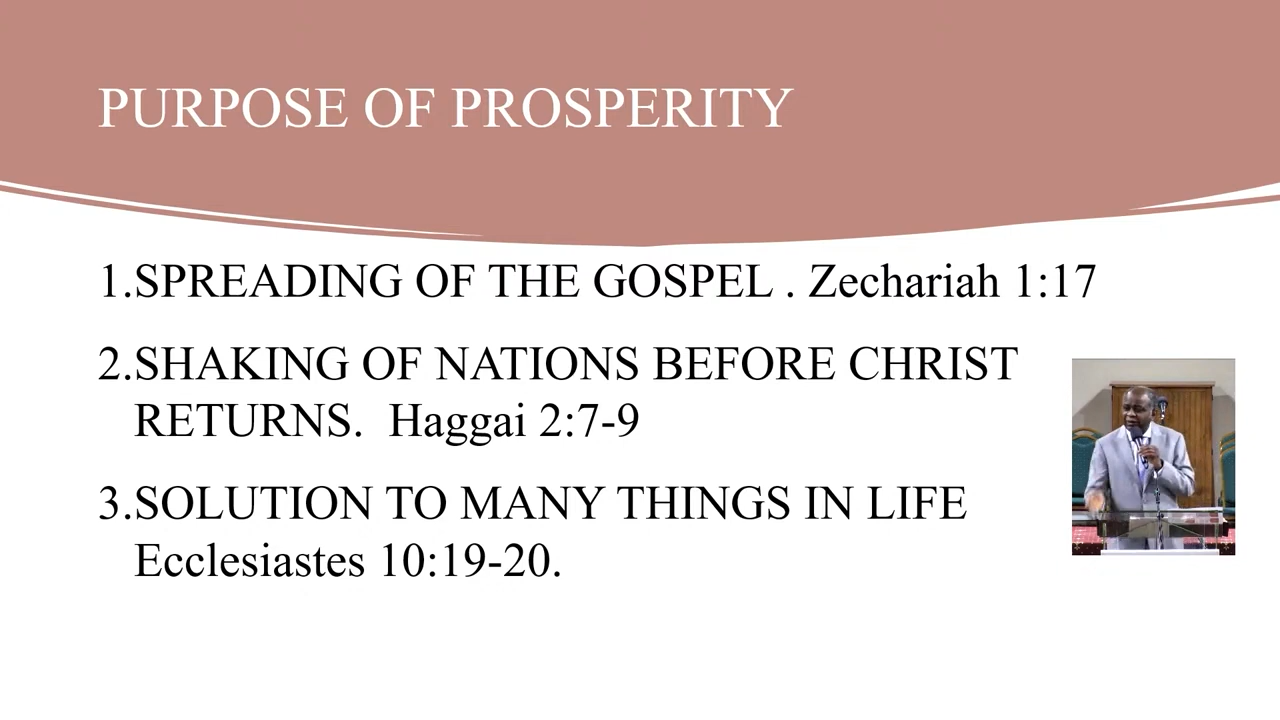 PURPOSE OF PROSPERITY
1.SPREADING OF THE GOSPEL . Zechariah 1:17
2.SHAKING OF NATIONS BEFORE CHRIST
RETURNS.  Haggai 2:7-9
3.SOLUTION TO MANY THINGS IN LIFE
Ecclesiastes 10:19-20.